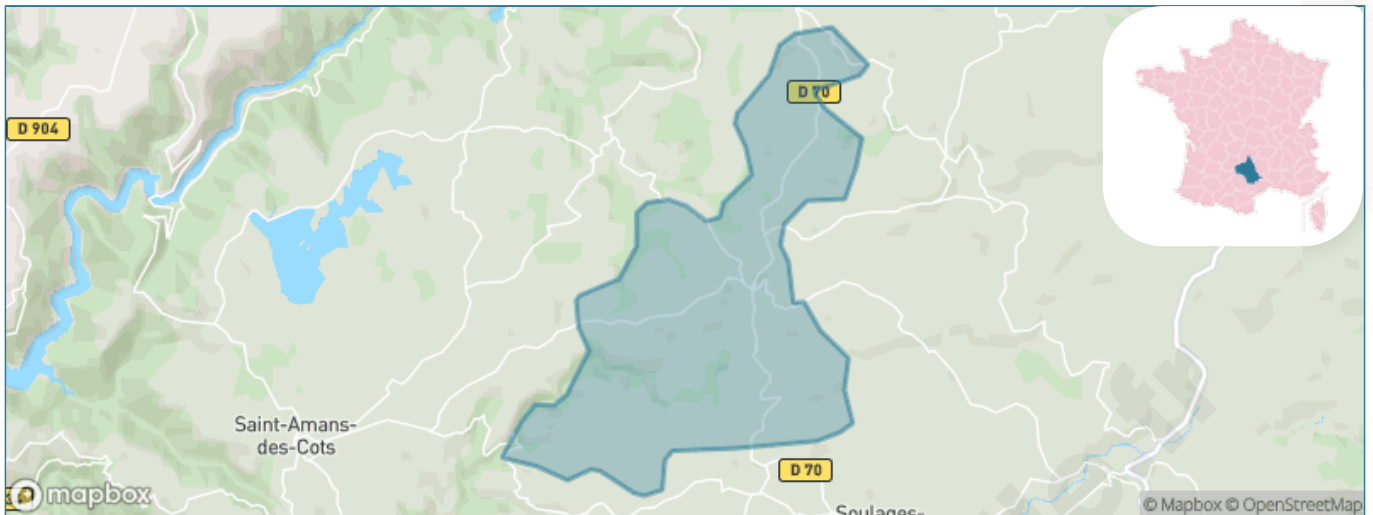 D 70
D 904
Saint-Amans-
des-Cots
D 70
mapbox
© Mapbox © OpenStreetMap
Soulages-